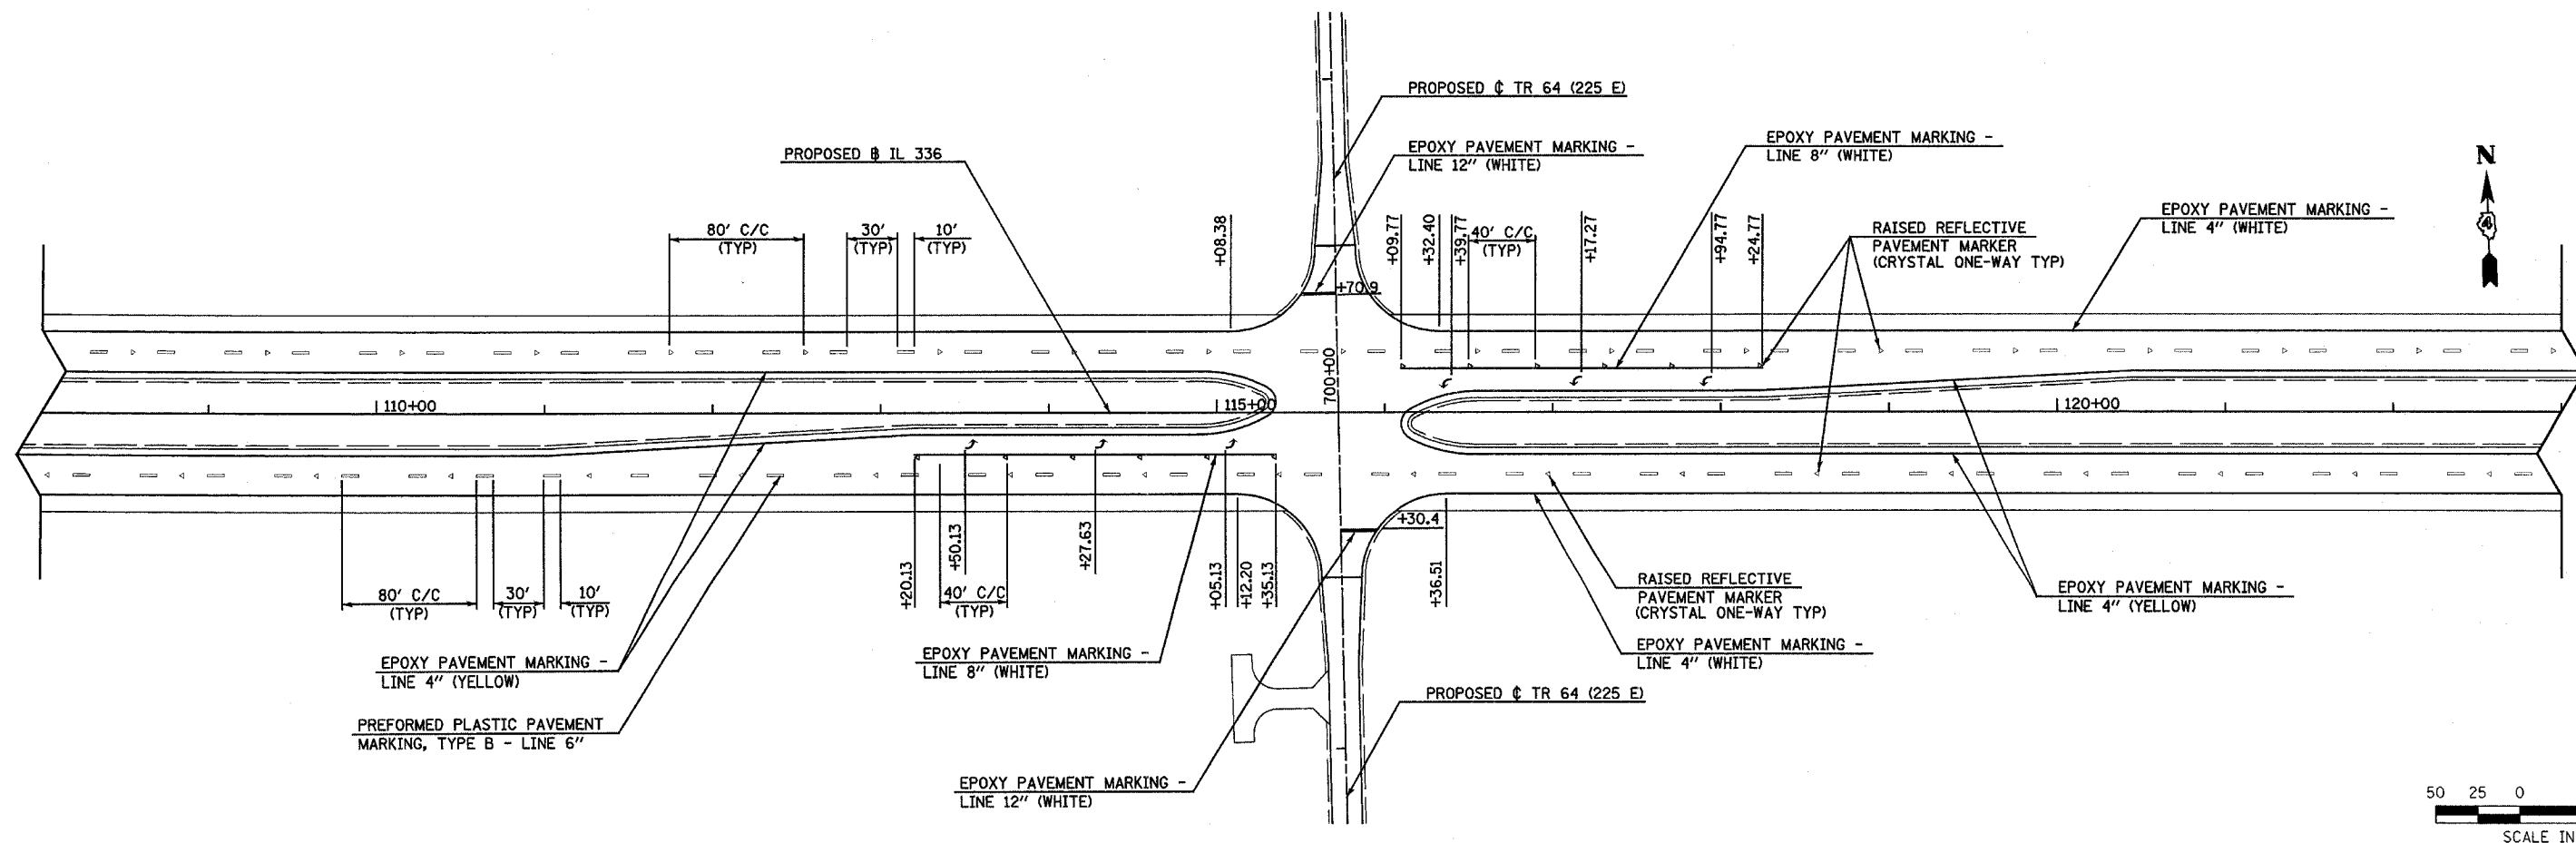 PROPOSED ℄ TR 64 (225 E)
EPOXY PAVEMENT MARKING -
LINE 12" (WHITE)
EPOXY PAVEMENT MARKING -
LINE 8" (WHITE)
PROPOSED B IL 336
N
4
EPOXY PAVEMENT MARKING -
LINE 4" (WHITE)
RAISED REFLECTIVE
PAVEMENT MARKER
(CRYSTAL ONE-WAY TYP)
80' C/C
(TYP)
30'
(TYP)
10'
(TYP)
+08.38
+09.77
+32.40
+39.77
40' C/C
(TYP)
+17.27
+94.77
+24.77
+70.9
700+00
110+00
115+00
120+00
+30.4
+20.13
+50.13
40' C/C
(TYP)
+27.63
+05.13
+12.20
+35.13
+36.51
80' C/C
(TYP)
30'
(TYP)
10'
(TYP)
RAISED REFLECTIVE
PAVEMENT MARKER
(CRYSTAL ONE-WAY TYP)
EPOXY PAVEMENT MARKING -
LINE 4" (YELLOW)
EPOXY PAVEMENT MARKING -
LINE 4" (WHITE)
EPOXY PAVEMENT MARKING -
LINE 8" (WHITE)
EPOXY PAVEMENT MARKING -
LINE 4" (YELLOW)
PROPOSED ℄ TR 64 (225 E)
PREFORMED PLASTIC PAVEMENT
MARKING, TYPE B - LINE 6"
EPOXY PAVEMENT MARKING -
LINE 12" (WHITE)
50 25 0
SCALE IN